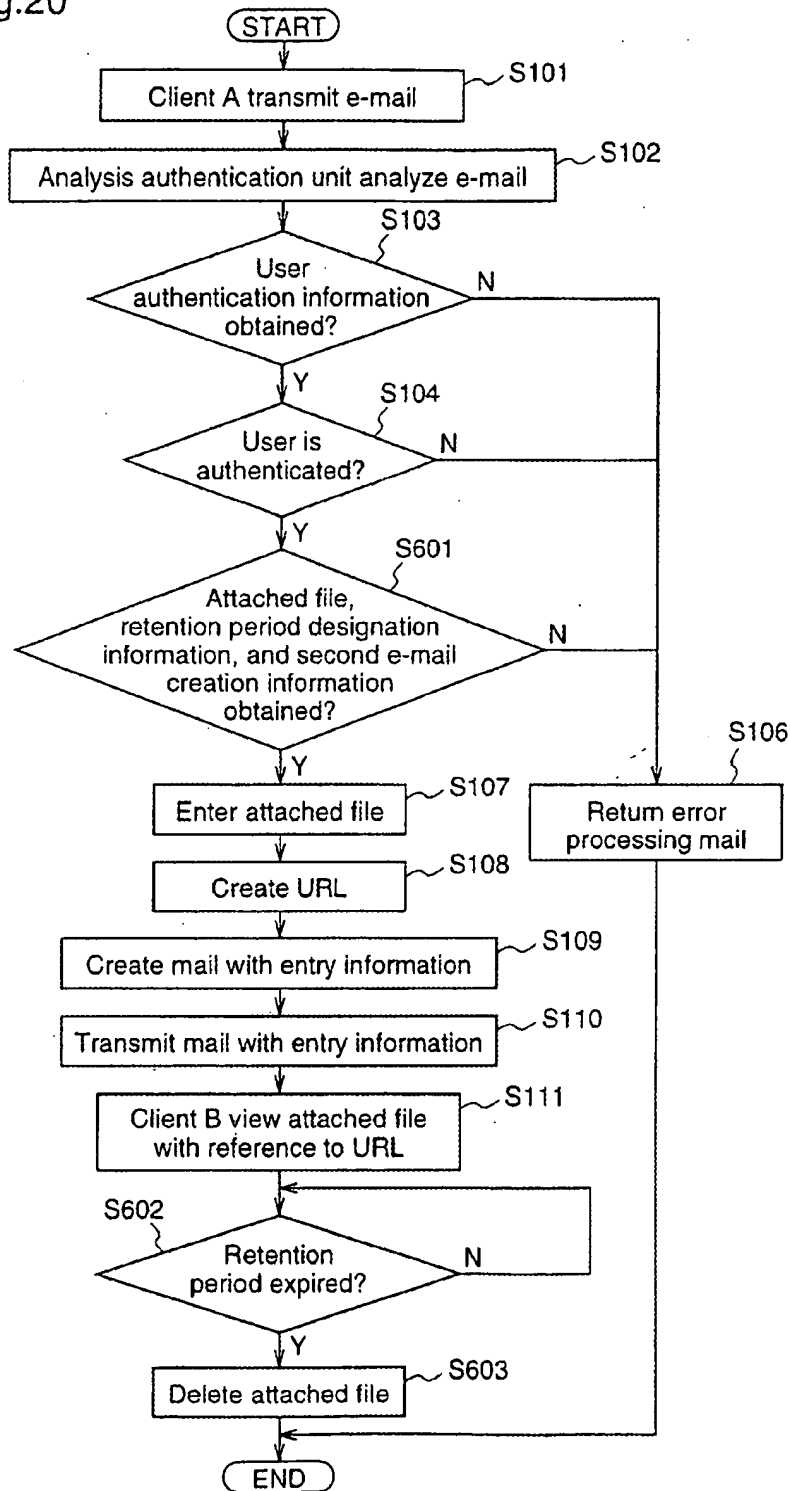 g.20
START
S101
Client A transmit e-mail
S102
Analysis authentication unit analyze e-mail
S103
User
authentication information
obtained?
N
Y
S104
User is
authenticated?
N
Y
S601
Attached file,
retention period designation
information, and second e-mail
creation information
obtained?
N
Y
S106
Return error
processing mail
S107
Enter attached file
S108
Create URL
S109
Create mail with entry information
S110
Transmit mail with entry information
S111
Client B view attached file
with reference to URL
S602
Retention
period expired?
N
Y
S603
Delete attached file
END